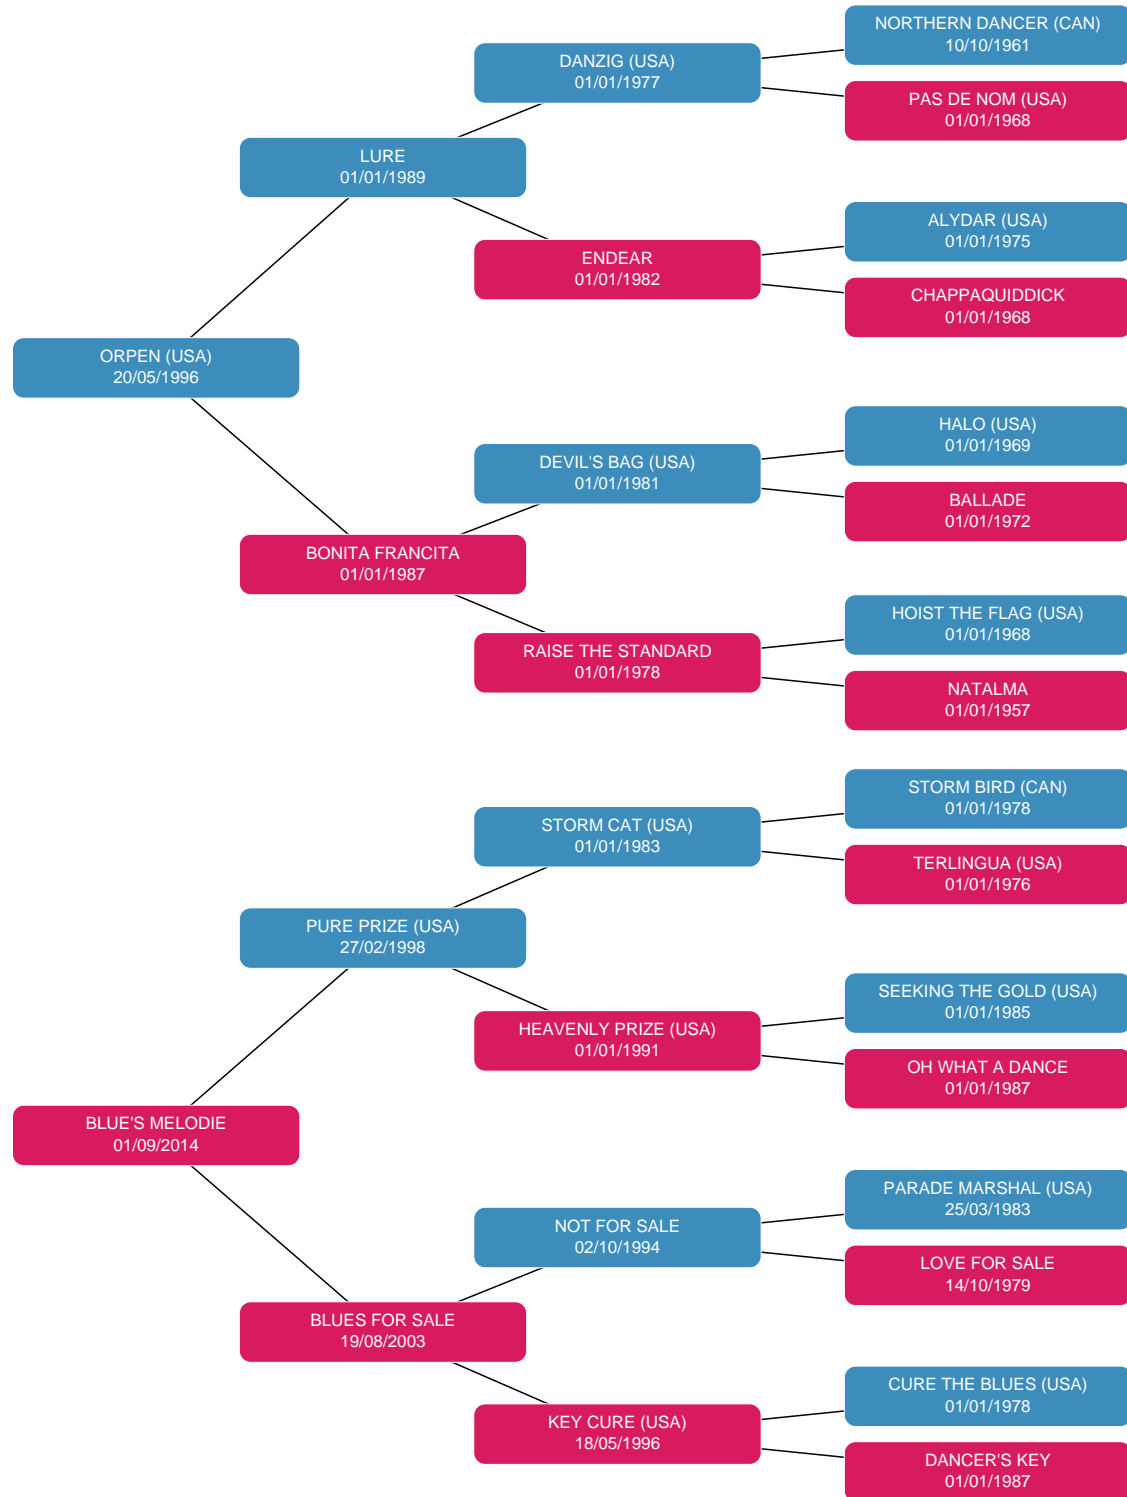 NORTHERN DANCER (CAN)
10/10/1961
DANZIG (USA)
01/01/1977
PAS DE NOM (USA)
01/01/1968
LURE
01/01/1989
ALYDAR (USA)
01/01/1975
ENDEAR
01/01/1982
CHAPPAQUIDDICK
01/01/1968
ORPEN (USA)
20/05/1996
HALO (USA)
01/01/1969
DEVIL'S BAG (USA)
01/01/1981
BALLADE
01/01/1972
BONITA FRANCITA
01/01/1987
HOIST THE FLAG (USA)
01/01/1968
RAISE THE STANDARD
01/01/1978
NATALMA
01/01/1957
STORM BIRD (CAN)
01/01/1978
STORM CAT (USA)
01/01/1983
TERLINGUA (USA)
01/01/1976
PURE PRIZE (USA)
27/02/1998
SEEKING THE GOLD (USA)
01/01/1985
HEAVENLY PRIZE (USA)
01/01/1991
OH WHAT A DANCE
01/01/1987
BLUE'S MELODIE
01/09/2014
PARADE MARSHAL (USA)
25/03/1983
NOT FOR SALE
02/10/1994
LOVE FOR SALE
14/10/1979
BLUES FOR SALE
19/08/2003
CURE THE BLUES (USA)
01/01/1978
KEY CURE (USA)
18/05/1996
DANCER'S KEY
01/01/1987